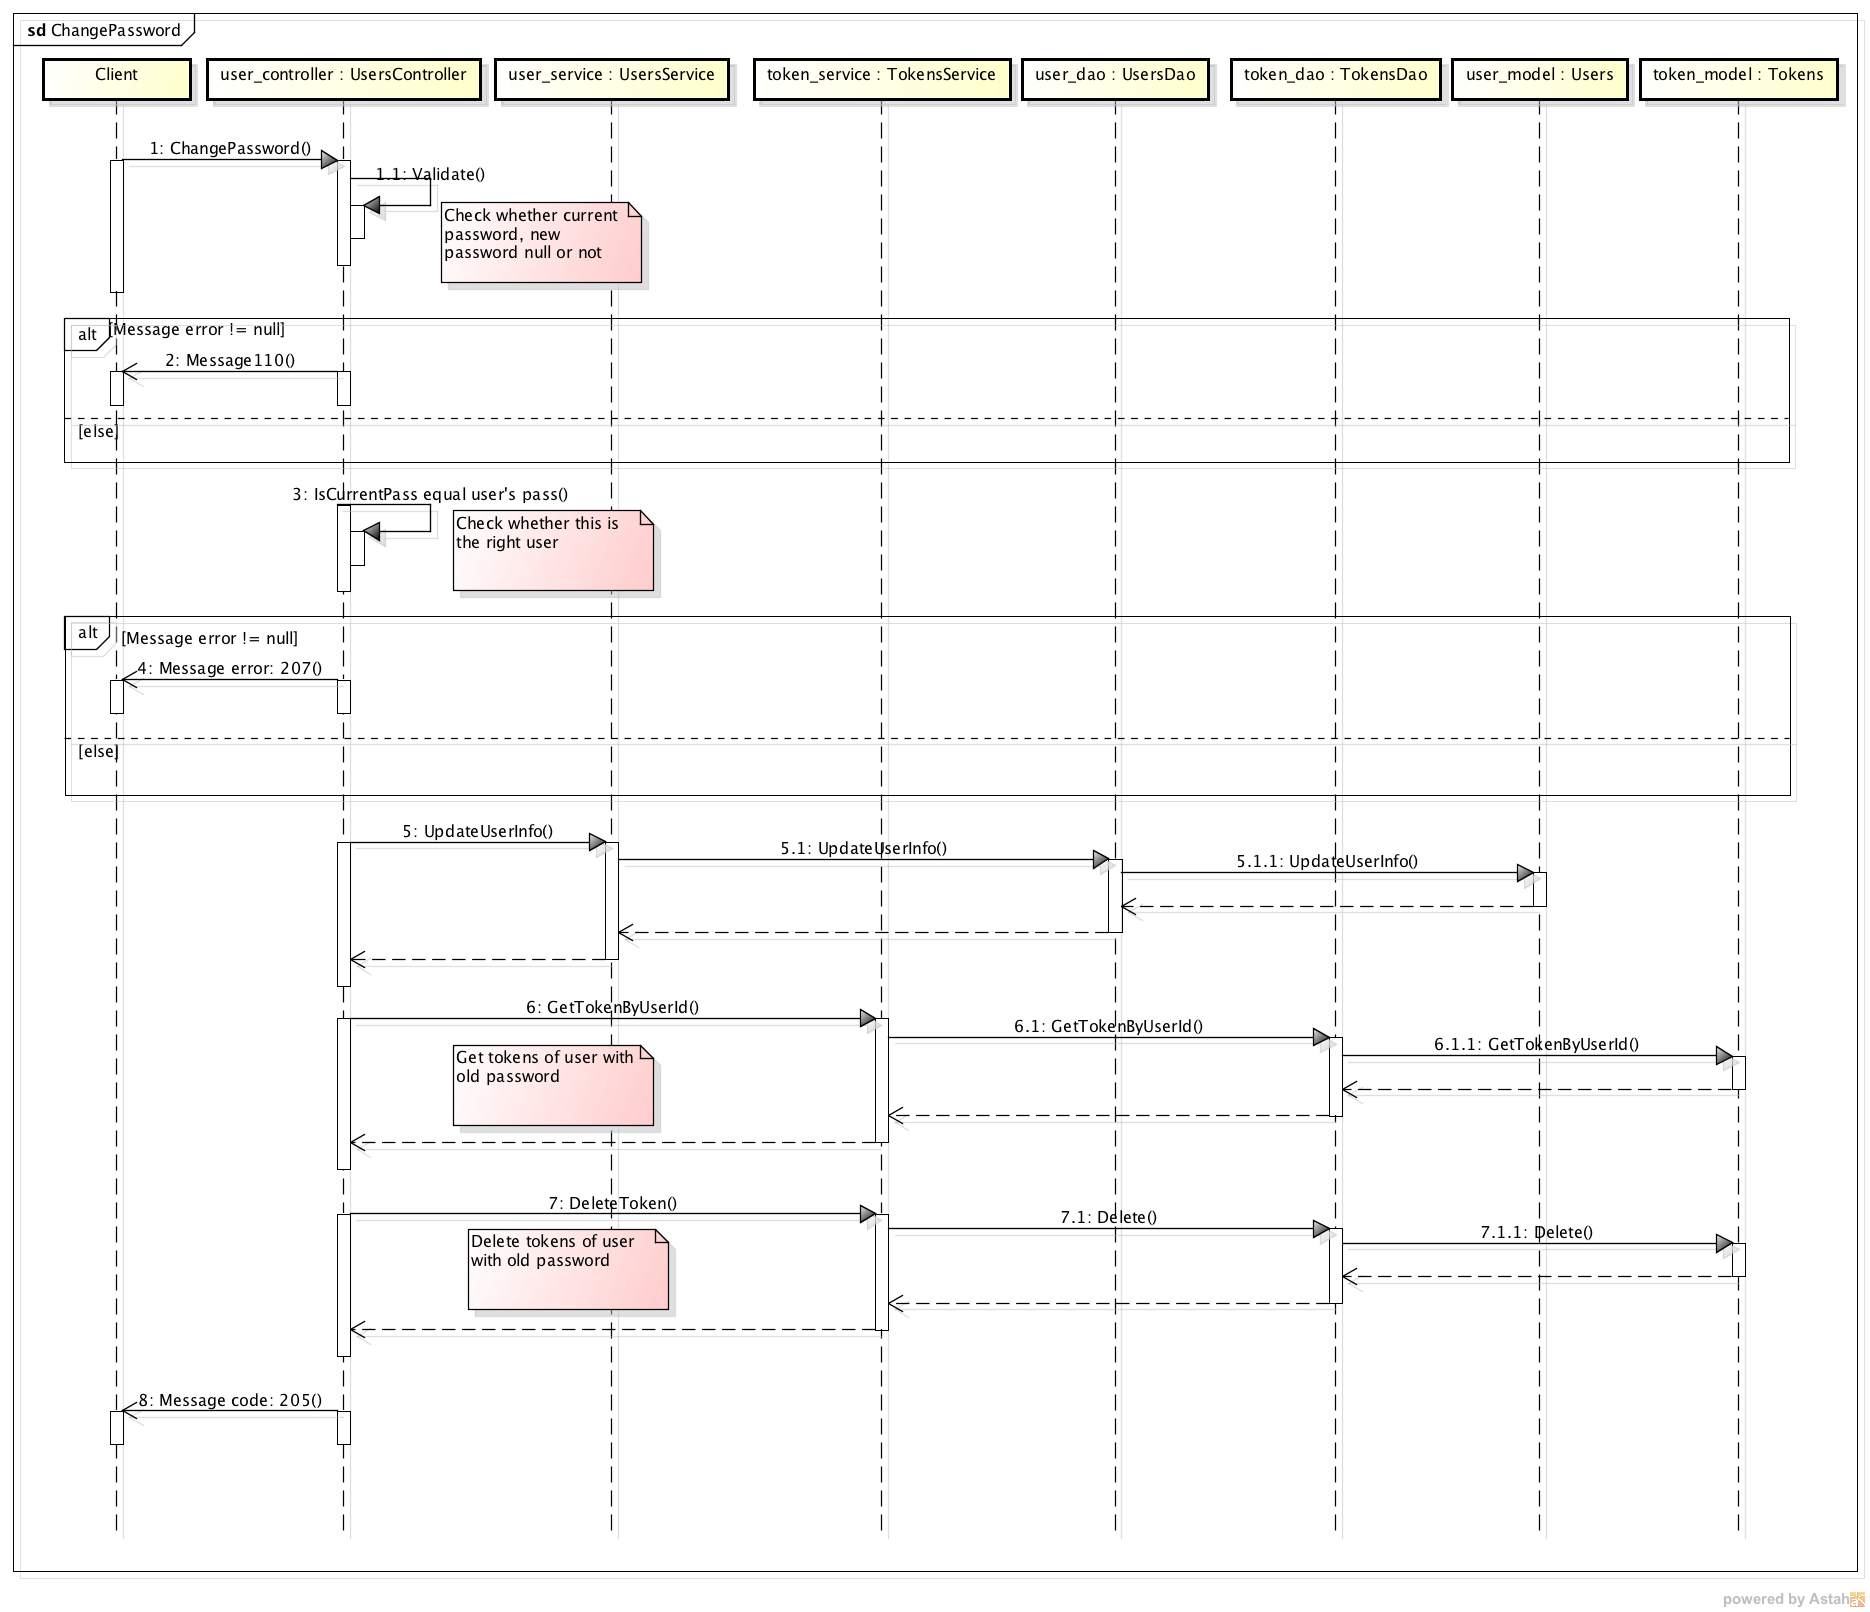 sd ChangePassword
Client
user_controller : UsersController
user_service : UsersService
token_service : TokensService
user_dao : UsersDao
token_dao : TokensDao
user_model : Users
token_model : Tokens
1: ChangePassword()
1.1: Validate()
Check whether current
password, new
password null or not
alt
[Message error != null]
2: Message110()
[else]
3: IsCurrentPass equal user's pass()
Check whether this is
the right user
alt
[Message error != null]
4: Message error: 207()
[else]
5: UpdateUserInfo()
5.1: UpdateUserInfo()
5.1.1: UpdateUserInfo()
6: GetTokenByUserId()
6.1: GetTokenByUserId()
6.1.1: GetTokenByUserId()
Get tokens of user with
old password
7: DeleteToken()
7.1: Delete()
7.1.1: Delete()
Delete tokens of user
with old password
8: Message code: 205()
powered by Astah